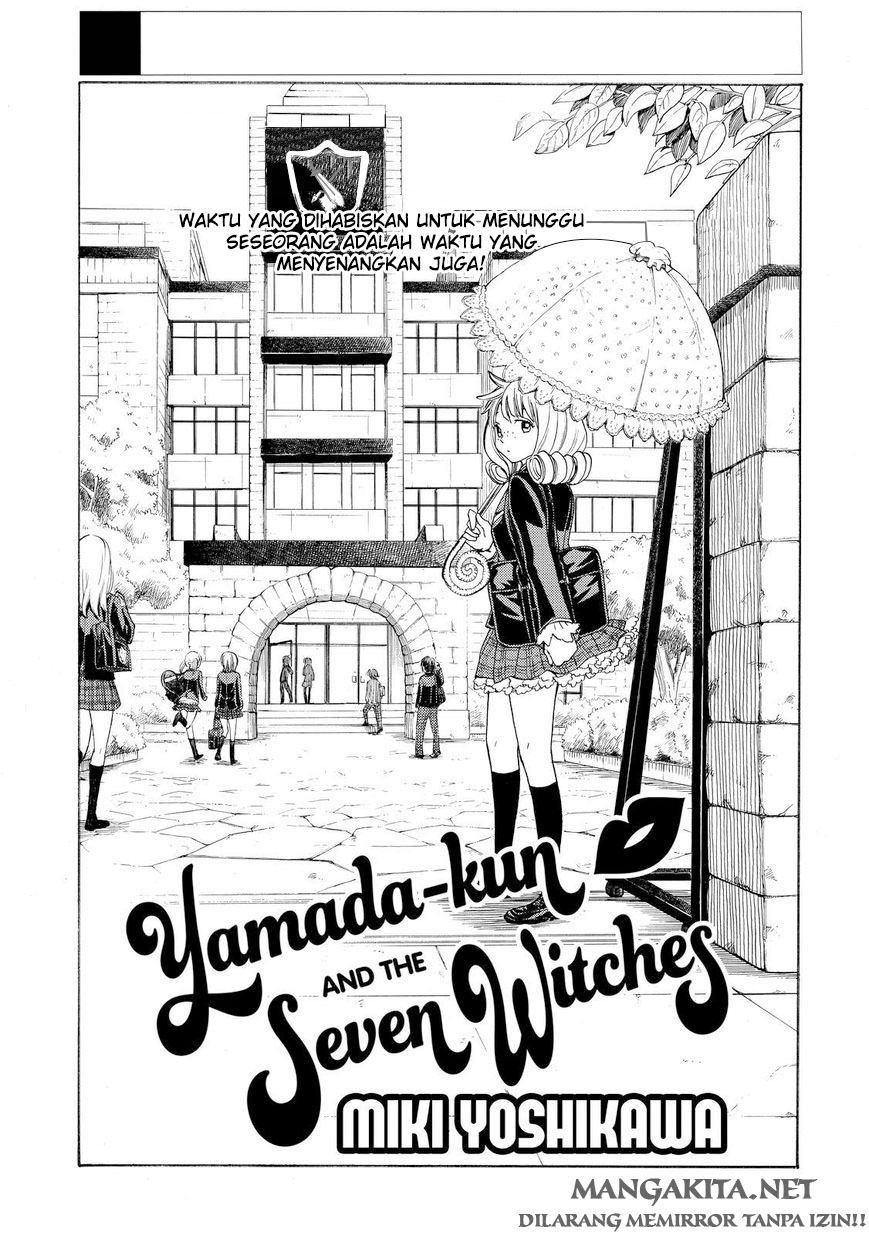 WAKTU YANG DIHABISKAN UNTUK MENUNGGU
SESEORANG ADALAH WAKTU YANG
MENYENANGKAN JUGA!
Yamada-kun
AND THE
Seven Witches
MIKI YOSHIKAWA
MANGAKITA.NET
DILARANG MEMIRROR TANPA IZIN!!